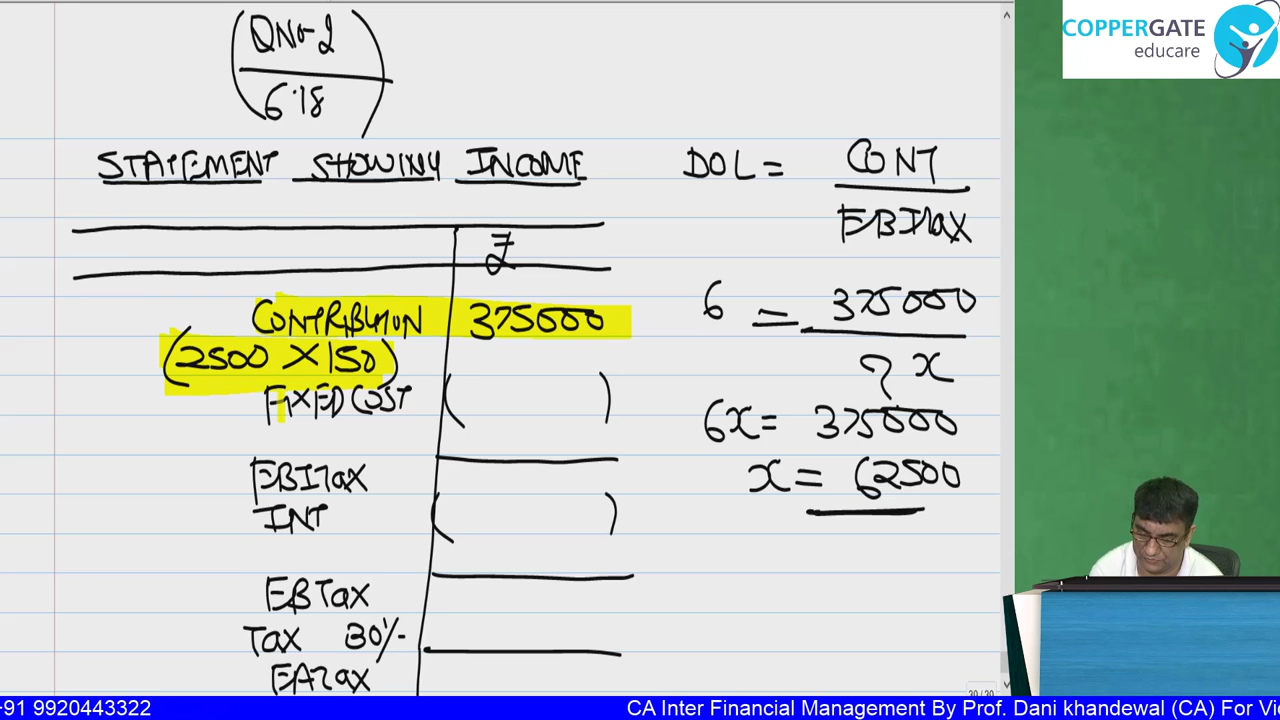 COPPERGATE
educare
QNo-2
6.18
STATEMENT SHOWING INCOME
₹
CONTRIBUTION 375000
(2500 × 150)
FIXED COST ( )
EBITax
INT ( )
EBTax
Tax 30%
EATax
DOL = CONT
EBITax
6 = 375000
? x
6x = 375000
x = 62500
30/30
+91 9920443322 CA Inter Financial Management By Prof. Dani khandewal (CA) For Vi